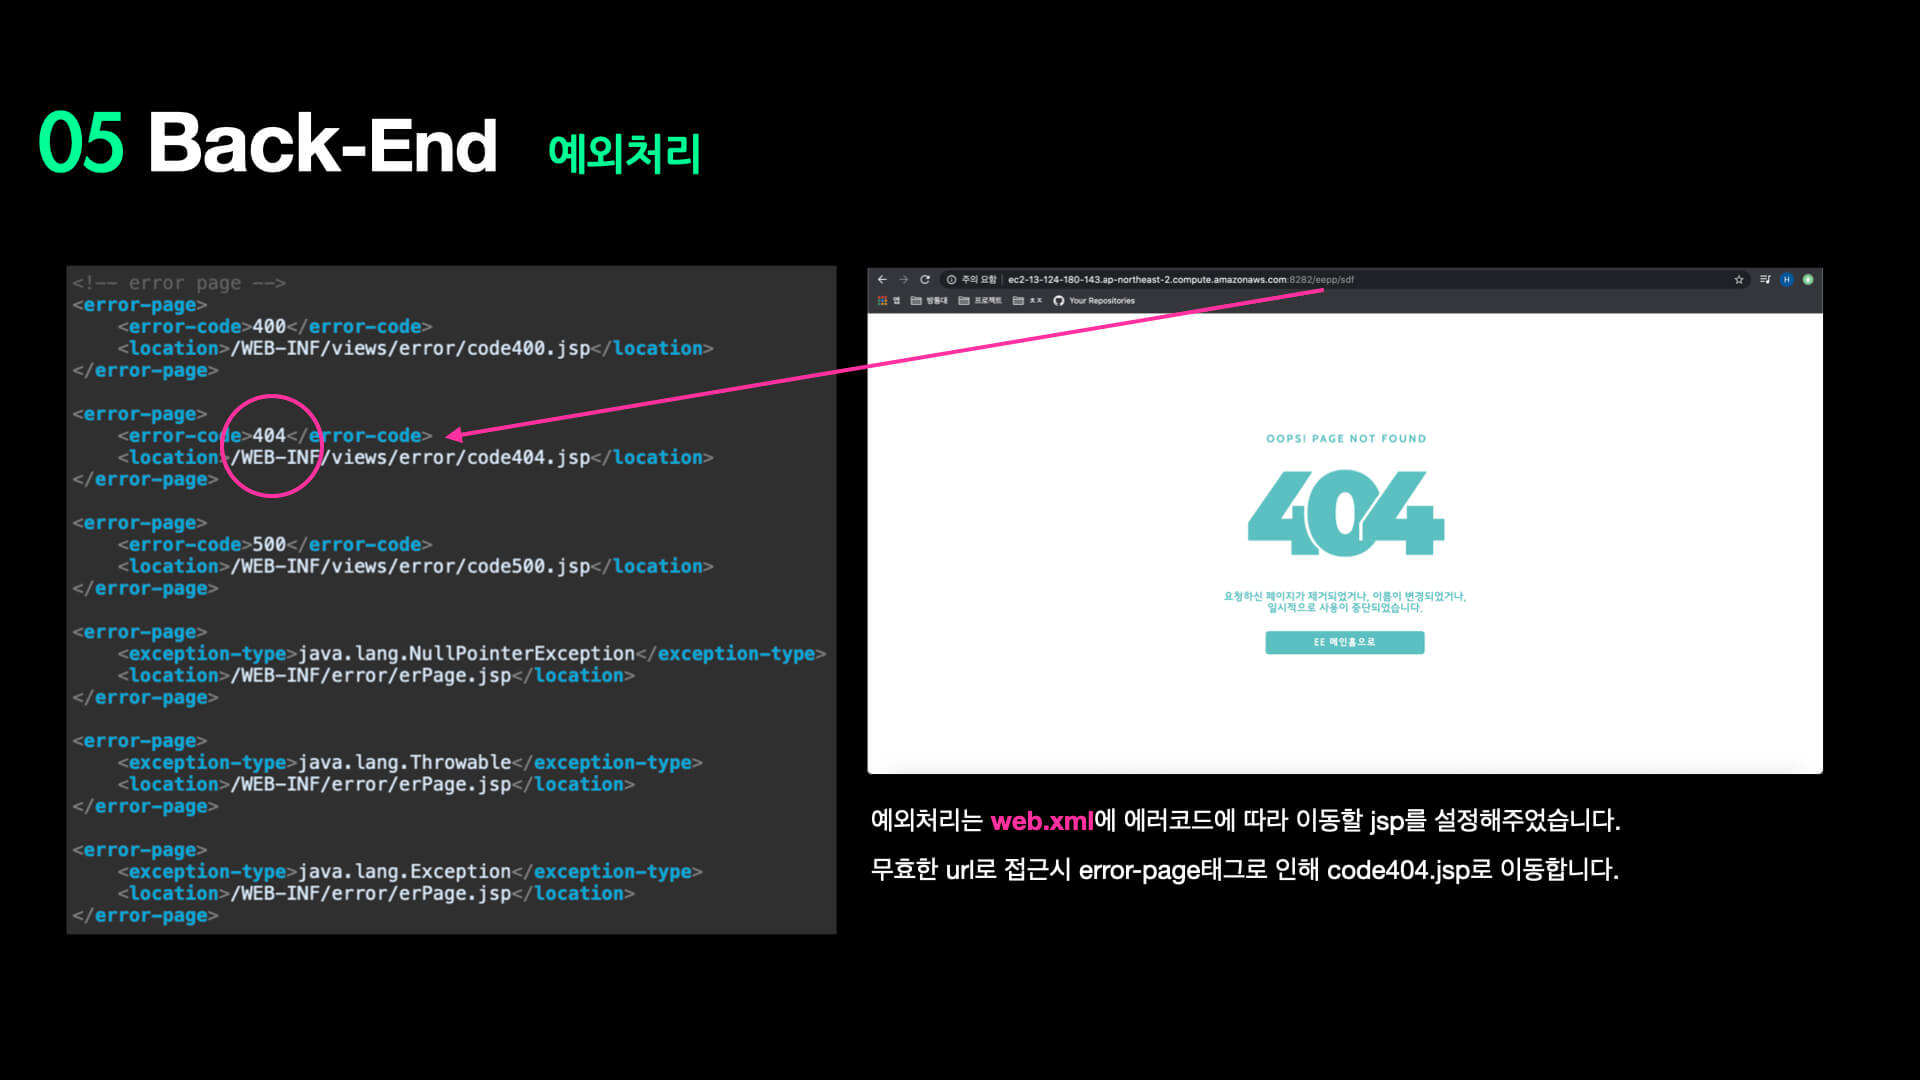 05 Back-End 예외처리
<!-- error page -->
<error-page>
<error-code>400</error-code>
<location>/WEB-INF/views/error/code400.jsp</location>
</error-page>
<error-page>
<error-code>404</error-code>
<location>/WEB-INF/views/error/code404.jsp</location>
</error-page>
<error-page>
<error-code>500</error-code>
<location>/WEB-INF/views/error/code500.jsp</location>
</error-page>
<error-page>
<exception-type>java.lang.NullPointerException</exception-type>
<location>/WEB-INF/error/erPage.jsp</location>
</error-page>
<error-page>
<exception-type>java.lang.Throwable</exception-type>
<location>/WEB-INF/error/erPage.jsp</location>
</error-page>
<error-page>
<exception-type>java.lang.Exception</exception-type>
<location>/WEB-INF/error/erPage.jsp</location>
</error-page>
주의 요함 ec2-13-124-180-143.ap-northeast-2.compute.amazonaws.com:8282/eepp/sdf H
앱 방통대 프로젝트 ㅊㅈ Your Repositories
OOPS! PAGE NOT FOUND
404
요청하신 페이지가 제거되었거나, 이름이 변경되었거나,
일시적으로 사용이 중단되었습니다.
EE 메인홈으로
예외처리는 web.xml에 에러코드에 따라 이동할 jsp를 설정해주었습니다.
무효한 url로 접근시 error-page태그로 인해 code404.jsp로 이동합니다.